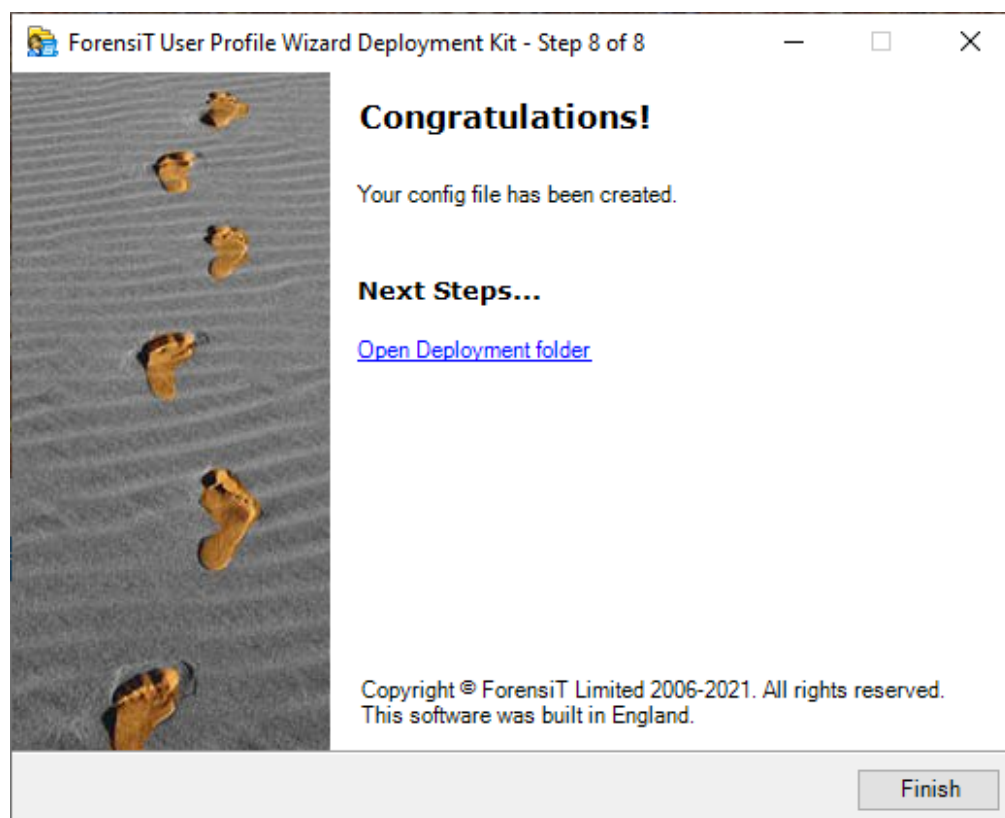 ForensiT User Profile Wizard Deployment Kit - Step 8 of 8
Congratulations!
Your config file has been created.
Next Steps...
Open Deployment folder
Copyright © ForensiT Limited 2006-2021. All rights reserved.
This software was built in England.
Finish